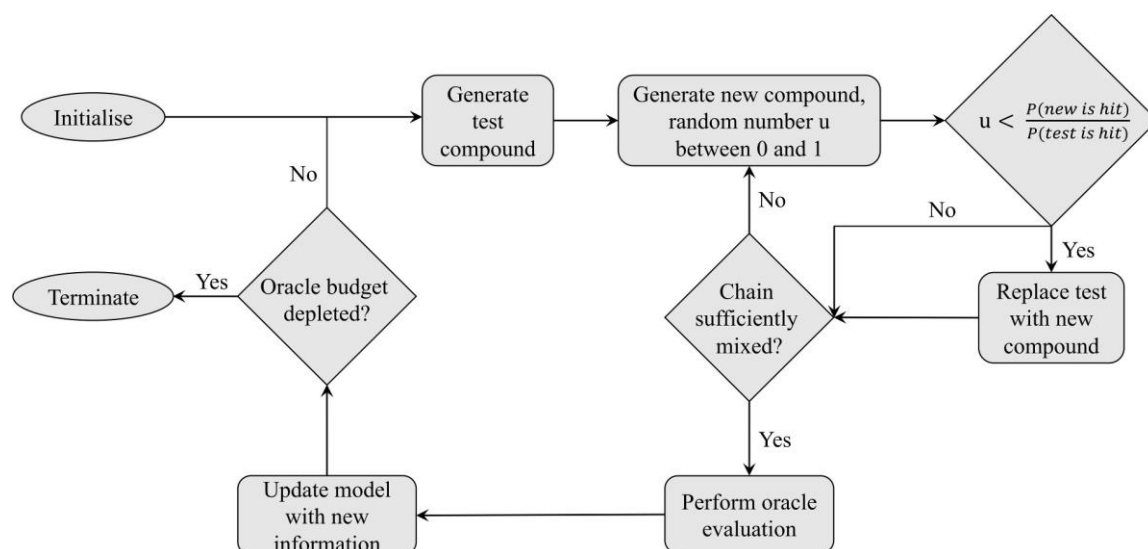 Initialise
Generate
test
compound
Generate new compound,
random number u
between 0 and 1
u < P(new is hit) / P(test is hit)
No
No
No
Yes
Terminate
Yes
Oracle budget
depleted?
Chain
sufficiently
mixed?
Replace test
with new
compound
Yes
Update model
with new
information
Perform oracle
evaluation